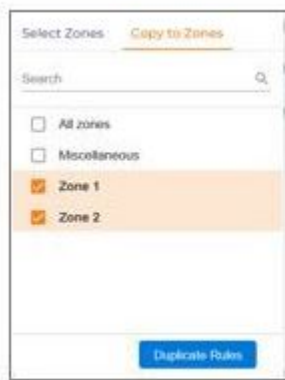 Select Zones Copy to Zones
Search
All zones
Miscellaneous
Zone 1
Zone 2
Duplicate Rules